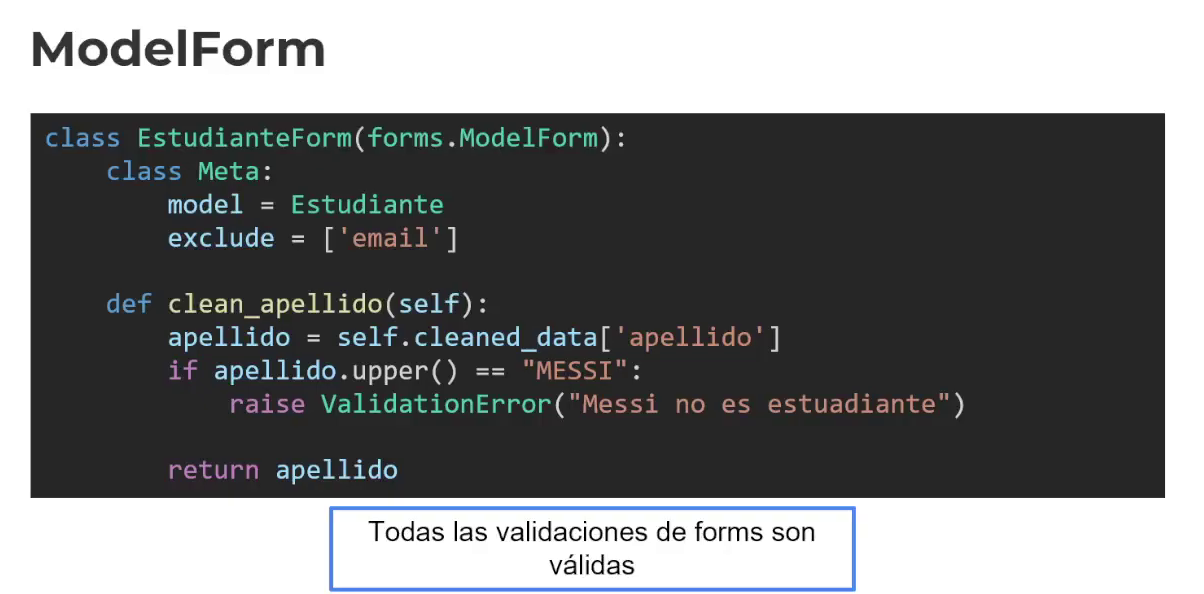 ModelForm
class EstudianteForm(forms.ModelForm):
    class Meta:
        model = Estudiante
        exclude = ['email']
    def clean_apellido(self):
        apellido = self.cleaned_data['apellido']
        if apellido.upper() == "MESSI":
            raise ValidationError("Messi no es estuadiante")
        return apellido
Todas las validaciones de forms son
válidas